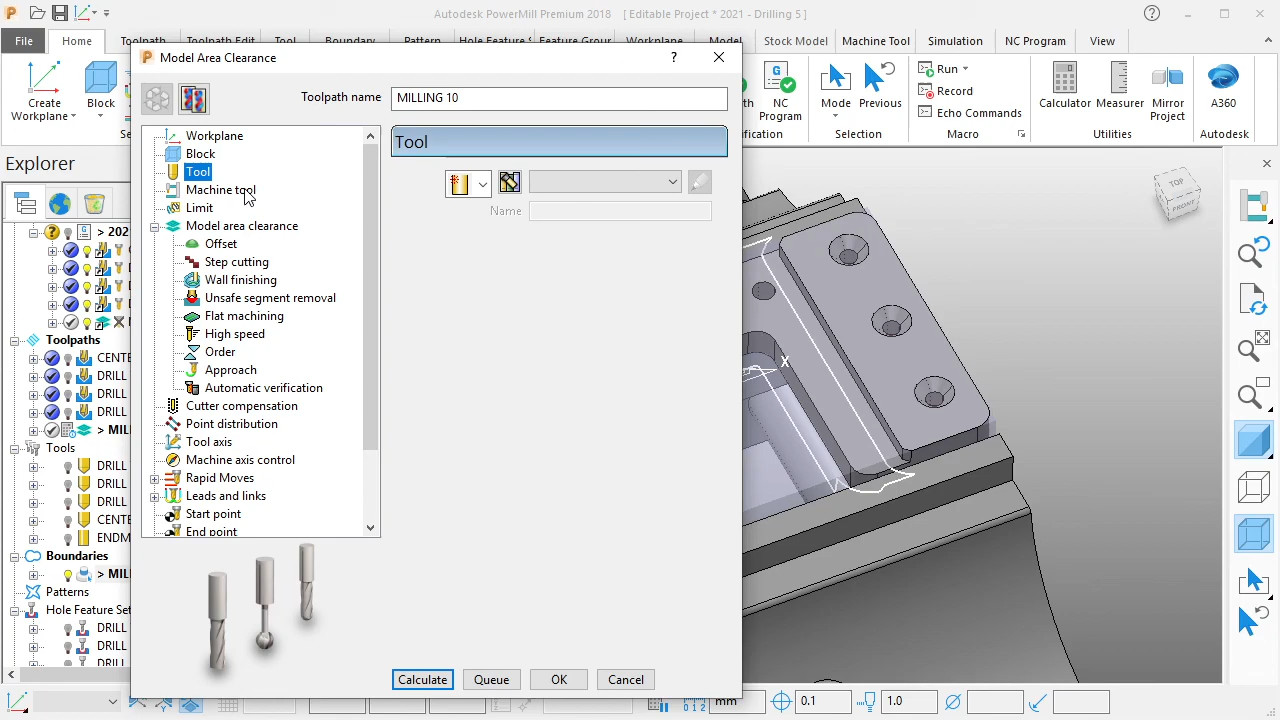 Autodesk PowerMill Premium 2018 [ Editable Project * 2021 - Drilling 5 ]
File Home Toolpath Toolpath Edit Tool Boundary Pattern Hole Feature S Feature Group Workplane Model Stock Model Machine Tool Simulation NC Program View
Create
Workplane
Block
NC
Program
Mode
Previous
Run
Record
Echo Commands
Calculator
Measurer
Mirror
Project
A360
Selection
Macro
Utilities
Autodesk
Model Area Clearance
?
Toolpath name
MILLING 10
Explorer
> 202
Toolpaths
CENTE
DRILL
DRILL
DRILL
> MIL
Tools
DRILL
DRILL
DRILL
CENTE
ENDM
Boundaries
> MIL
Patterns
Hole Feature Set
DRILL
DRILL
DRILL
Workplane
Block
Tool
Machine tool
Limit
Model area clearance
Offset
Step cutting
Wall finishing
Unsafe segment removal
Flat machining
High speed
Order
Approach
Automatic verification
Cutter compensation
Point distribution
Tool axis
Machine axis control
Rapid Moves
Leads and links
Start point
End point
Tool
Name
Calculate
Queue
OK
Cancel
TOP
FRONT
X
mm
0.1
1.0